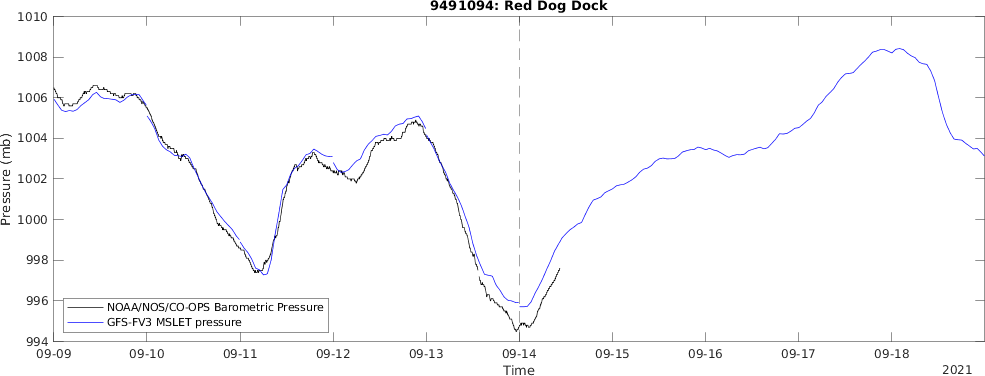 9491094: Red Dog Dock
Pressure (mb)
1010
1008
1006
1004
1002
1000
998
996
994
NOAA/NOS/CO-OPS Barometric Pressure
GFS-FV3 MSLET pressure
09-09 09-10 09-11 09-12 09-13 09-14 09-15 09-16 09-17 09-18
Time
2021